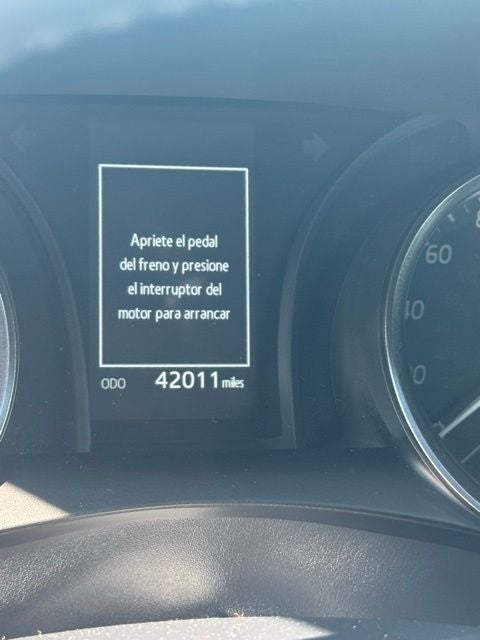 Apriete el pedal
del freno y presione
el interruptor del
motor para arrancar
ODO 42011 miles
60